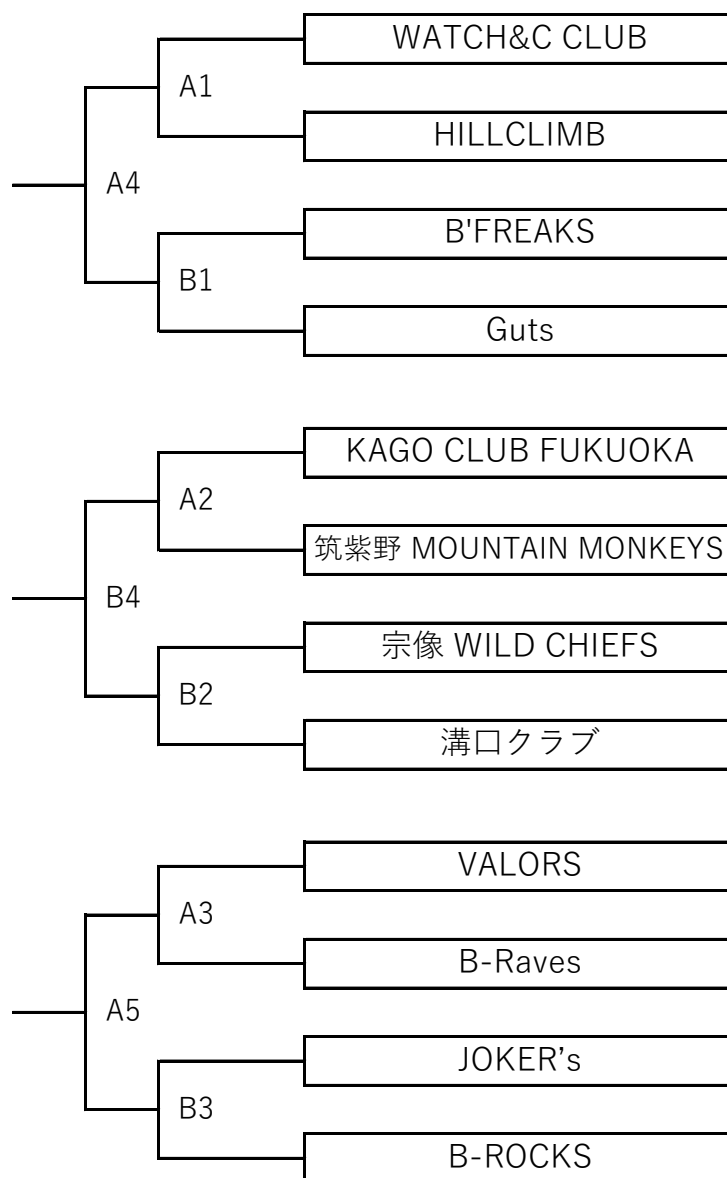 WATCH&C CLUB
A1
HILLCLIMB
A4
B'FREAKS
B1
Guts
KAGO CLUB FUKUOKA
A2
筑紫野 MOUNTAIN MONKEYS
B4
宗像 WILD CHIEFS
B2
溝口クラブ
VALORS
A3
B-Raves
A5
JOKER’s
B3
B-ROCKS